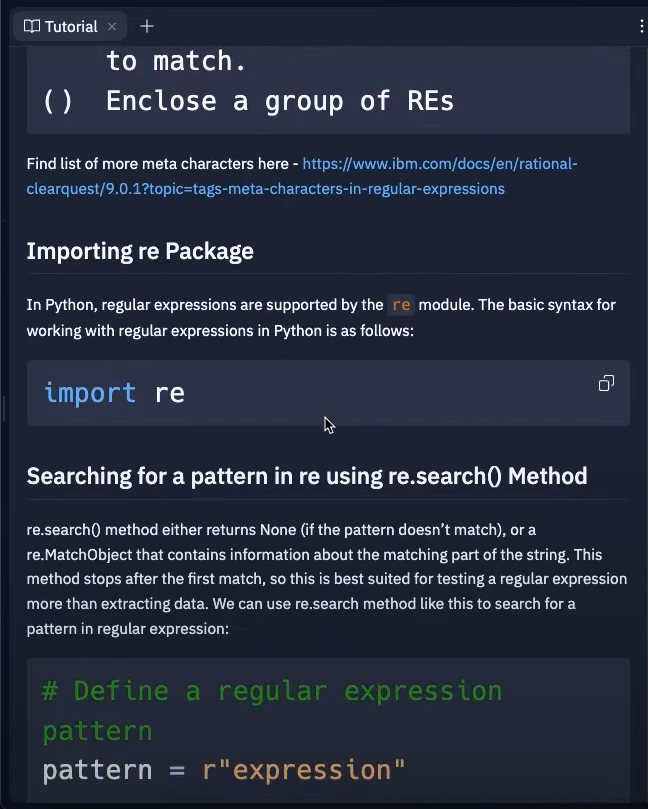 Tutorial
to match.
() Enclose a group of REs
Find list of more meta characters here - https://www.ibm.com/docs/en/rational-
clearquest/9.0.1?topic=tags-meta-characters-in-regular-expressions
Importing re Package
In Python, regular expressions are supported by the re module. The basic syntax for
working with regular expressions in Python is as follows:
import re
Searching for a pattern in re using re.search() Method
re.search() method either returns None (if the pattern doesn’t match), or a
re.MatchObject that contains information about the matching part of the string. This
method stops after the first match, so this is best suited for testing a regular expression
more than extracting data. We can use re.search method like this to search for a
pattern in regular expression:
# Define a regular expression
pattern
pattern = r"expression"